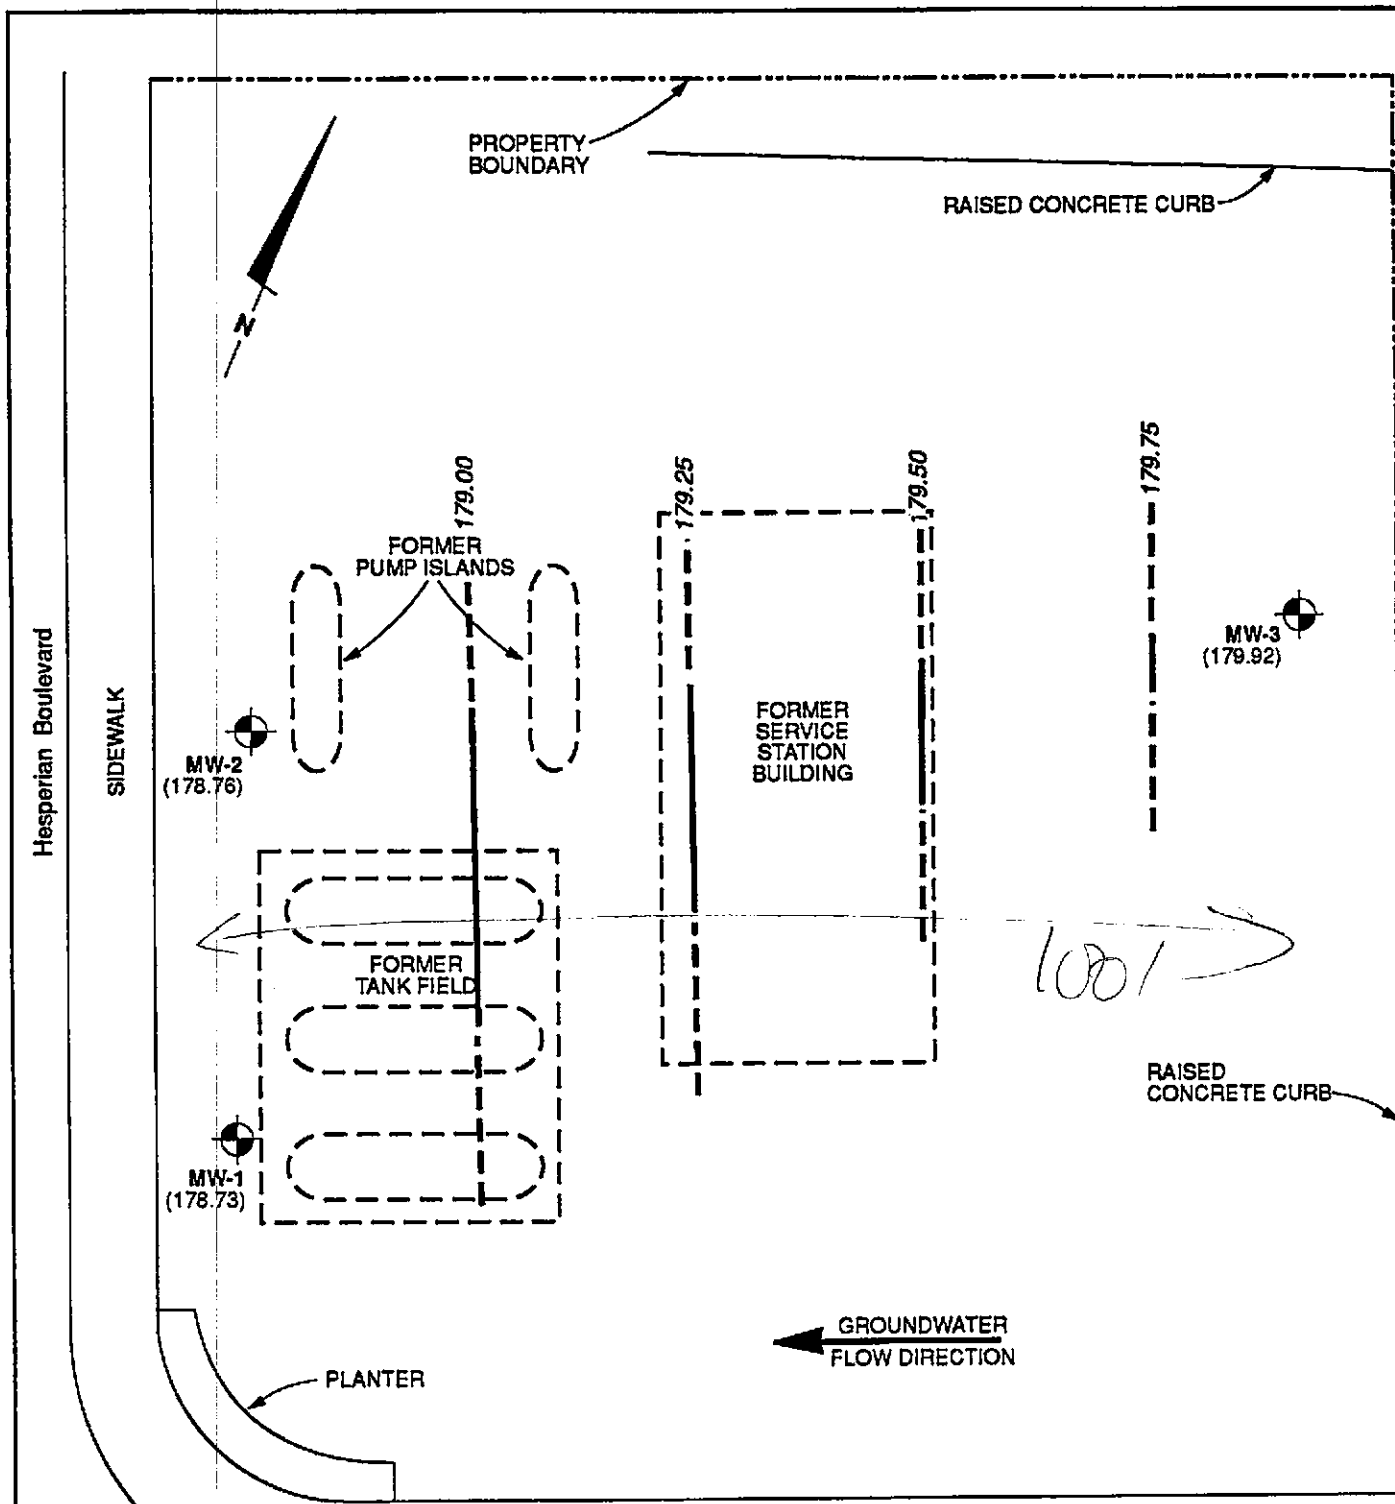 PROPERTY
BOUNDARY
RAISED CONCRETE CURB
N
179.00
179.25
179.50
179.75
FORMER
PUMP ISLANDS
MW-3
(179.92)
Hesperian Boulevard
SIDEWALK
FORMER
SERVICE
STATION
BUILDING
MW-2
(178.76)
FORMER
TANK FIELD
RAISED
CONCRETE CURB
MW-1
(178.73)
GROUNDWATER
FLOW DIRECTION
PLANTER